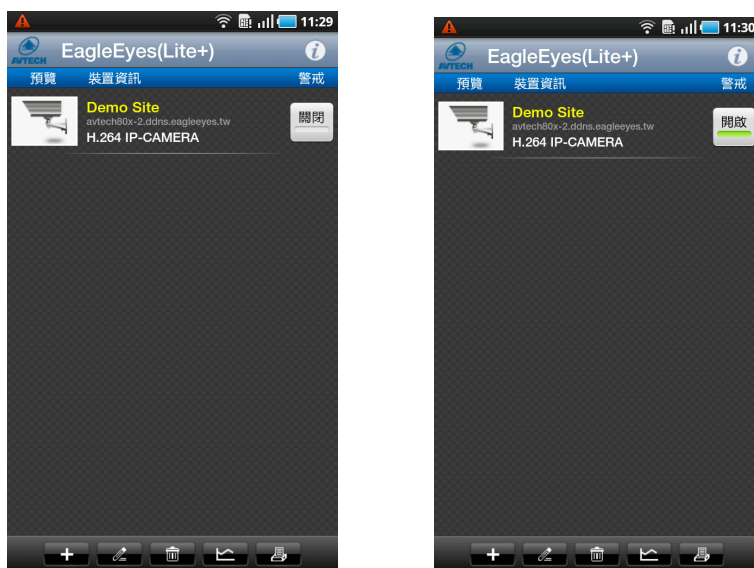 11:29
AVTECH EagleEyes(Lite+)
預覽 裝置資訊 警戒
Demo Site
avtech80x-2.ddns.eagleeyes.tw
H.264 IP-CAMERA
關閉
11:30
AVTECH EagleEyes(Lite+)
預覽 裝置資訊 警戒
Demo Site
avtech80x-2.ddns.eagleeyes.tw
H.264 IP-CAMERA
開啟